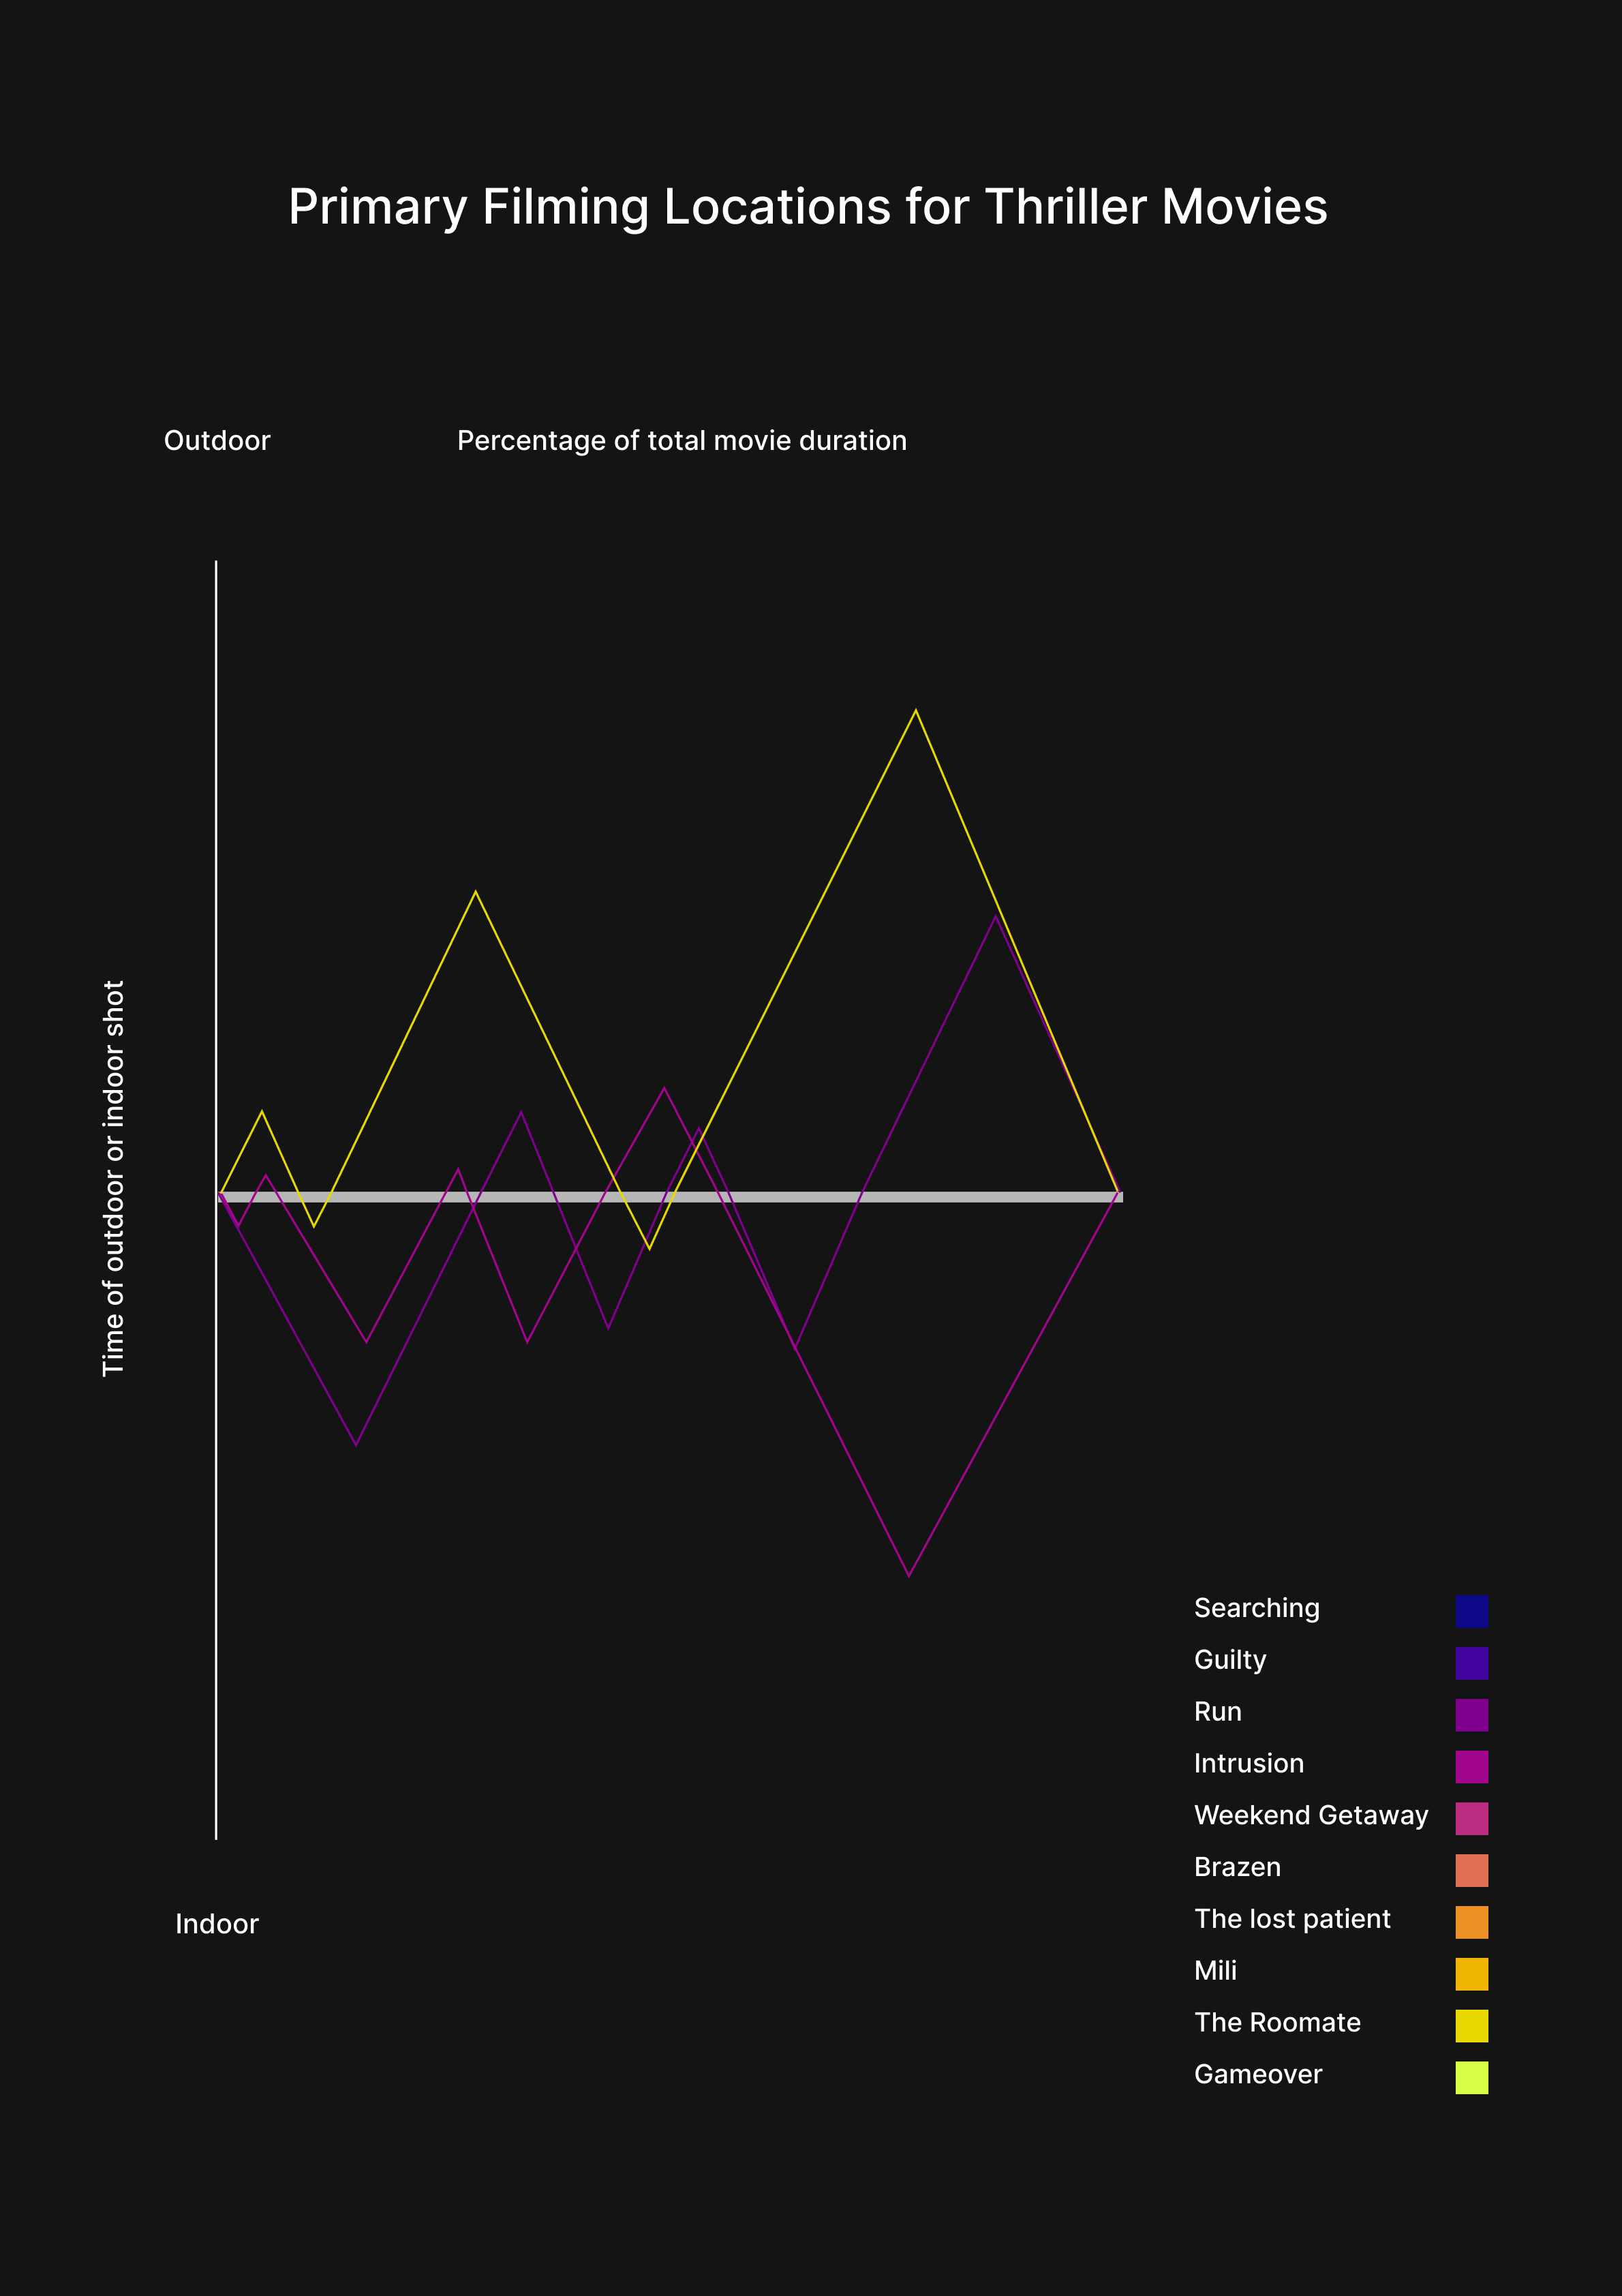 Primary Filming Locations for Thriller Movies
Outdoor
Percentage of total movie duration
Time of outdoor or indoor shot
Searching
Guilty
Run
Intrusion
Weekend Getaway
Brazen
The lost patient
Mili
The Roomate
Gameover
Indoor